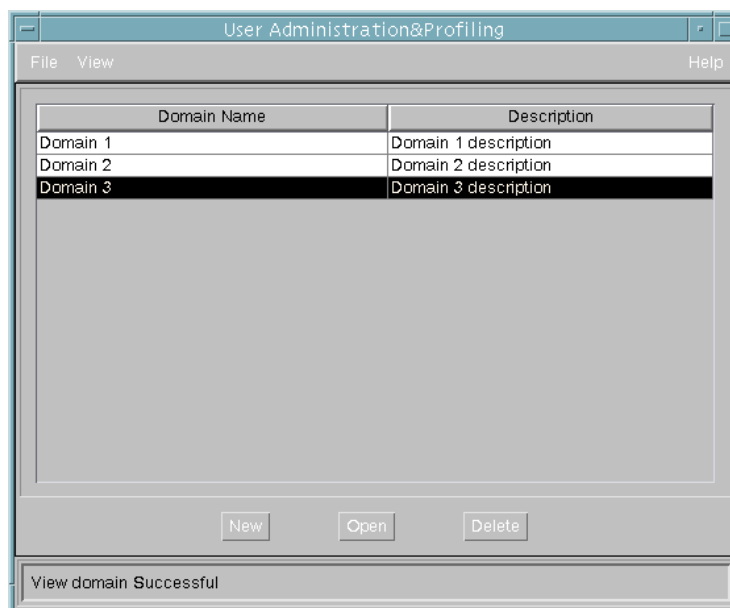 User Administration&Profiling
File View Help
Domain Name Description
Domain 1 Domain 1 description
Domain 2 Domain 2 description
Domain 3 Domain 3 description
New Open Delete
View domain Successful